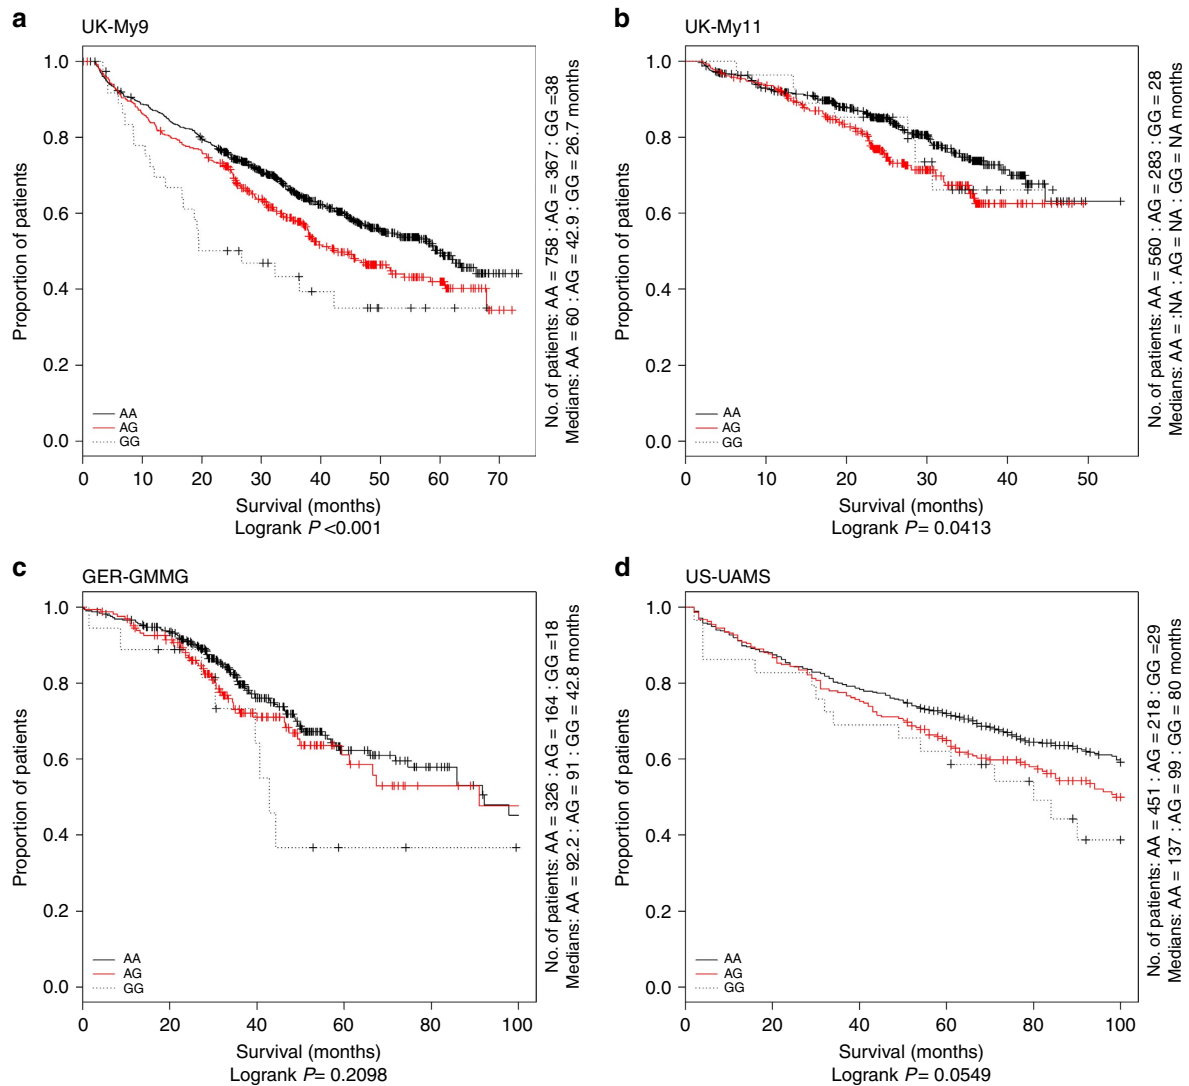 a
UK-My9
1.0
0.8
0.6
0.4
0.2
0.0
Proportion of patients
AA
AG
GG
0 10 20 30 40 50 60 70
Survival (months)
Logrank P <0.001
No. of patients: AA = 758 : AG = 367 : GG =38
Medians: AA = 60 : AG = 42.9 : GG = 26.7 months
b
UK-My11
1.0
0.8
0.6
0.4
0.2
0.0
Proportion of patients
AA
AG
GG
0 10 20 30 40 50
Survival (months)
Logrank P= 0.0413
No. of patients: AA = 560 : AG = 283 : GG = 28
Medians: AA = :NA : AG = NA : GG = NA months
c
GER-GMMG
1.0
0.8
0.6
0.4
0.2
0.0
Proportion of patients
AA
AG
GG
0 20 40 60 80 100
Survival (months)
Logrank P= 0.2098
No. of patients: AA = 326 : AG = 164 : GG =18
Medians: AA = 92.2 : AG = 91 : GG = 42.8 months
d
US-UAMS
1.0
0.8
0.6
0.4
0.2
0.0
Proportion of patients
AA
AG
GG
0 20 40 60 80 100
Survival (months)
Logrank P= 0.0549
No. of patients: AA = 451 : AG = 218 : GG =29
Medians: AA = 137 : AG = 99 : GG = 80 months